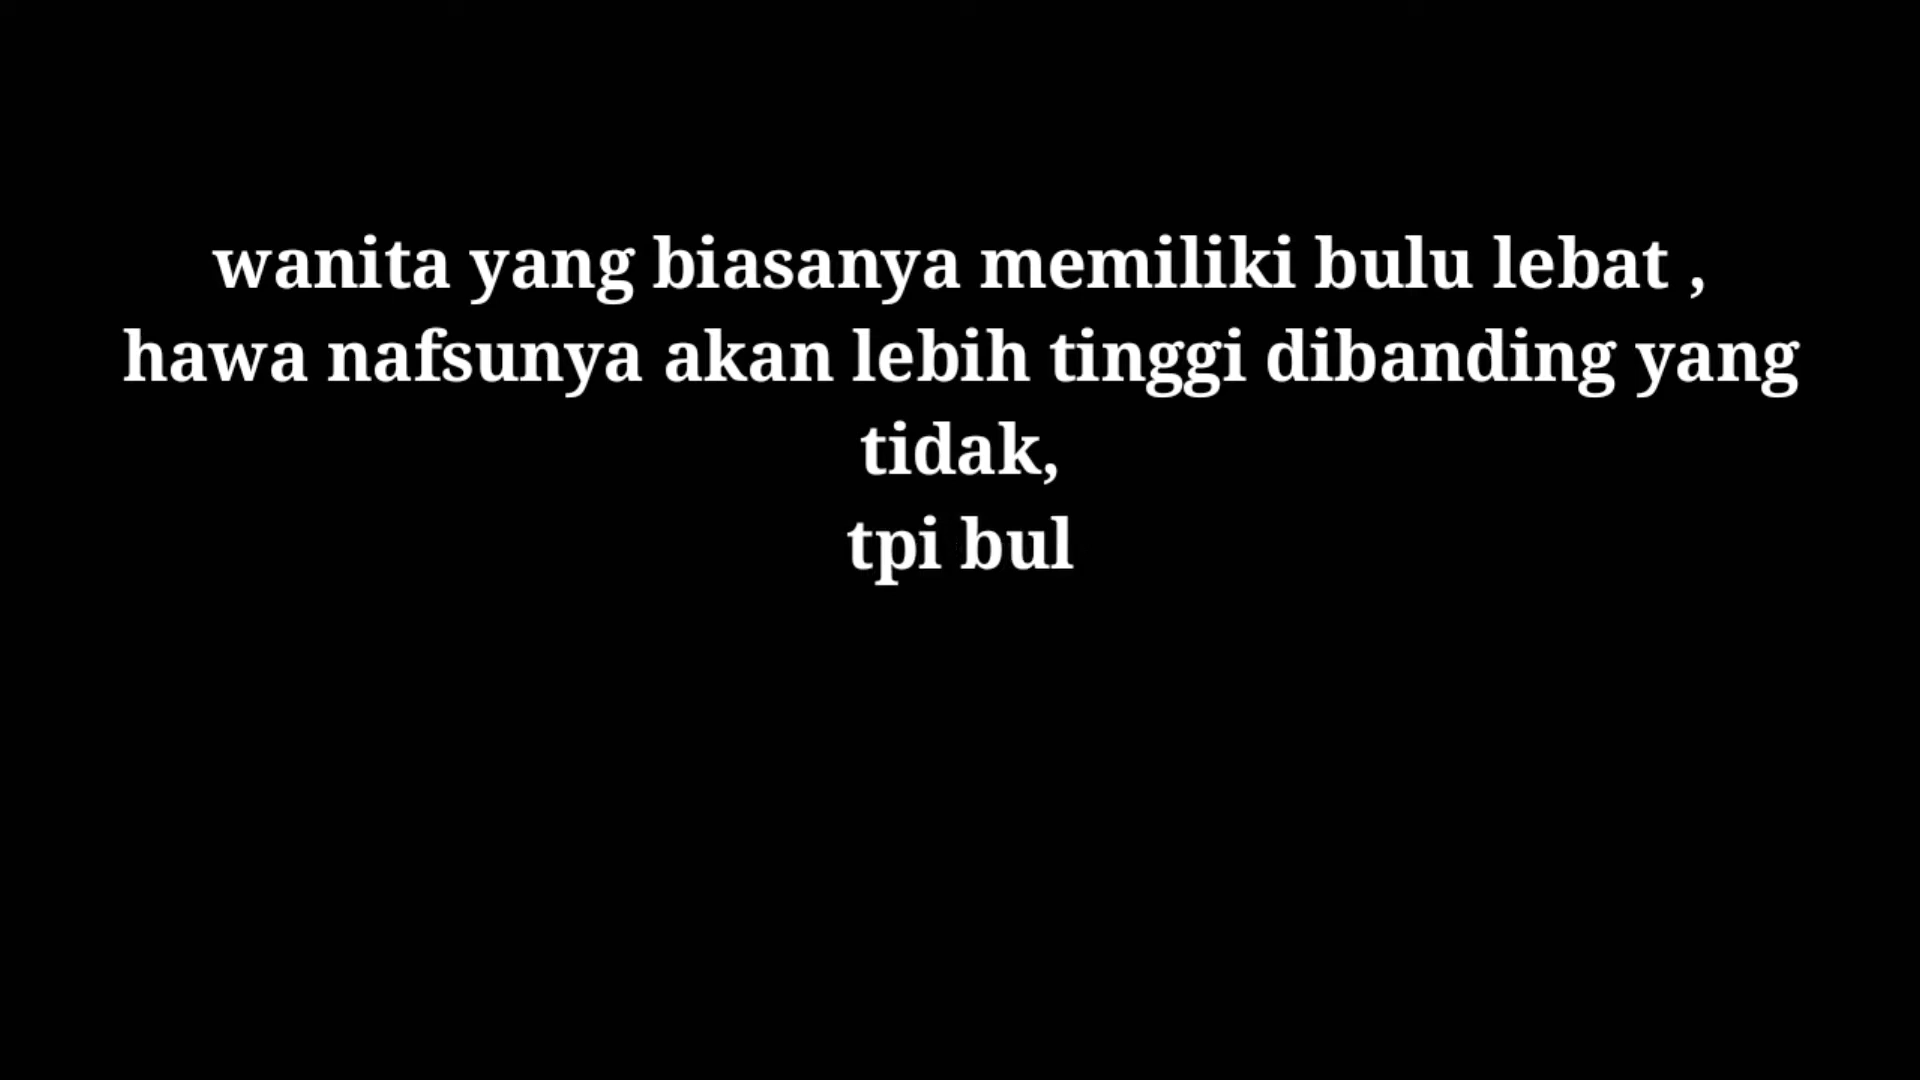 wanita yang biasanya memiliki bulu lebat ,
hawa nafsunya akan lebih tinggi dibanding yang
tidak,
tpi bul